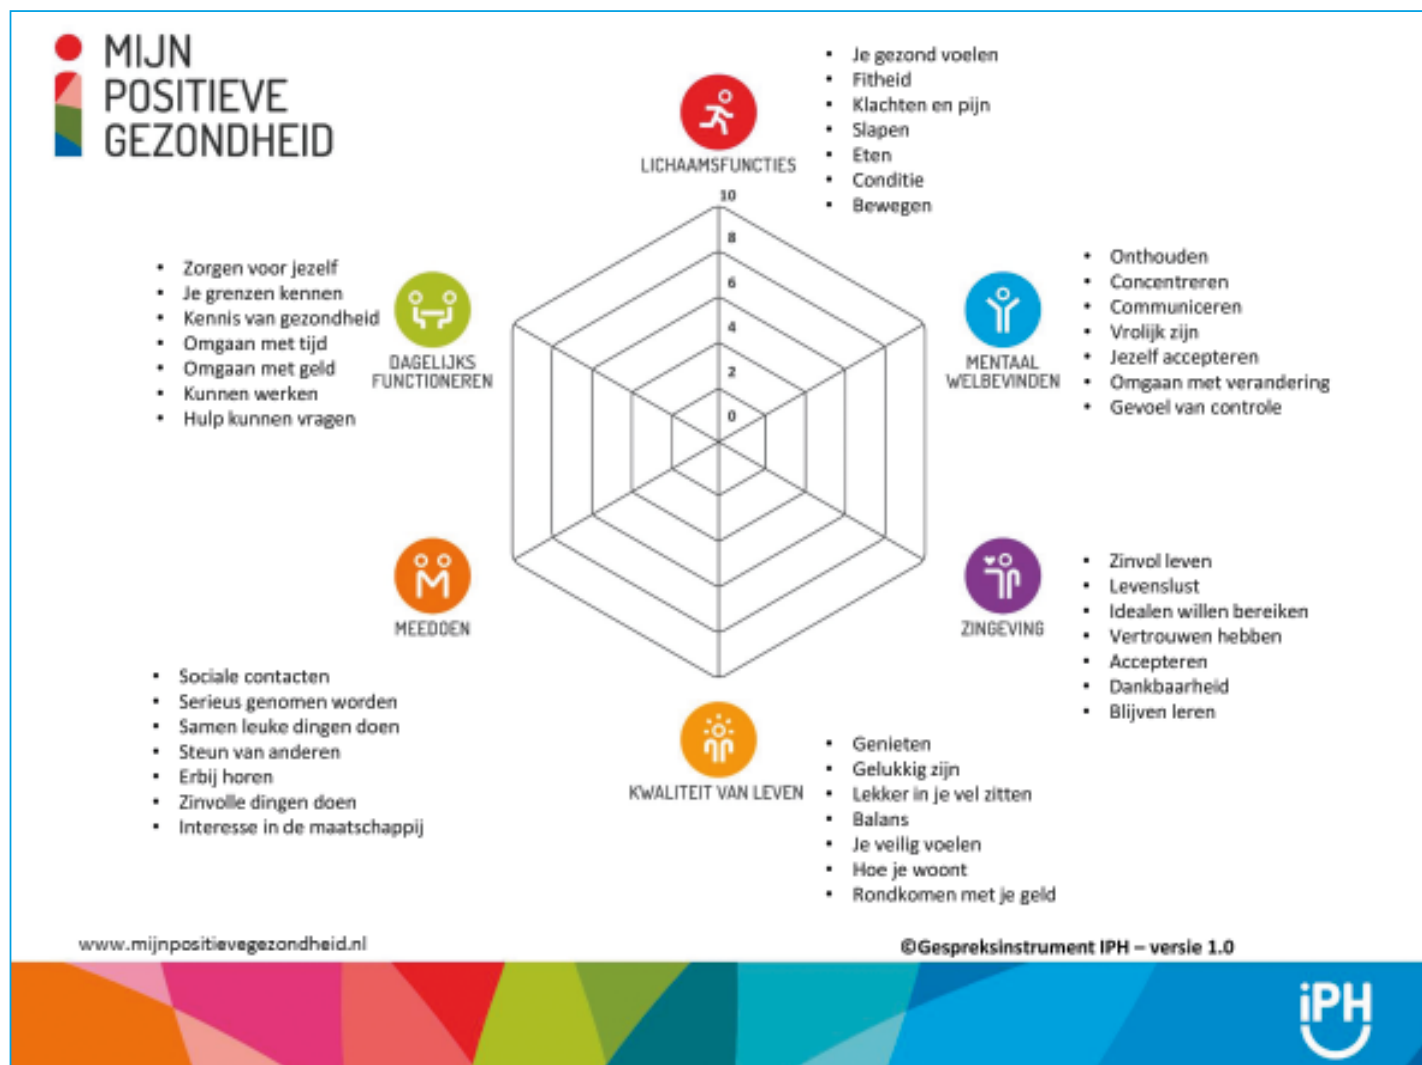 MIJN
POSITIEVE
GEZONDHEID
LICHAAMSFUNCTIES
• Je gezond voelen
• Fitheid
• Klachten en pijn
• Slapen
• Eten
• Conditie
• Bewegen
10
8
6
4
2
0
• Zorgen voor jezelf
• Je grenzen kennen
• Kennis van gezondheid
• Omgaan met tijd
• Omgaan met geld
• Kunnen werken
• Hulp kunnen vragen
DAGELIJKS
FUNCTIONEREN
MENTAAL
WELBEVINDEN
• Onthouden
• Concentreren
• Communiceren
• Vrolijk zijn
• Jezelf accepteren
• Omgaan met verandering
• Gevoel van controle
MEEDOEN
• Sociale contacten
• Serieus genomen worden
• Samen leuke dingen doen
• Steun van anderen
• Erbij horen
• Zinvolle dingen doen
• Interesse in de maatschappij
ZINGEVING
• Zinvol leven
• Levenslust
• Idealen willen bereiken
• Vertrouwen hebben
• Accepteren
• Dankbaarheid
• Blijven leren
KWALITEIT VAN LEVEN
• Genieten
• Gelukkig zijn
• Lekker in je vel zitten
• Balans
• Je veilig voelen
• Hoe je woont
• Rondkomen met je geld
www.mijnpositievegezondheid.nl
©Gespreksinstrument IPH – versie 1.0
iPH